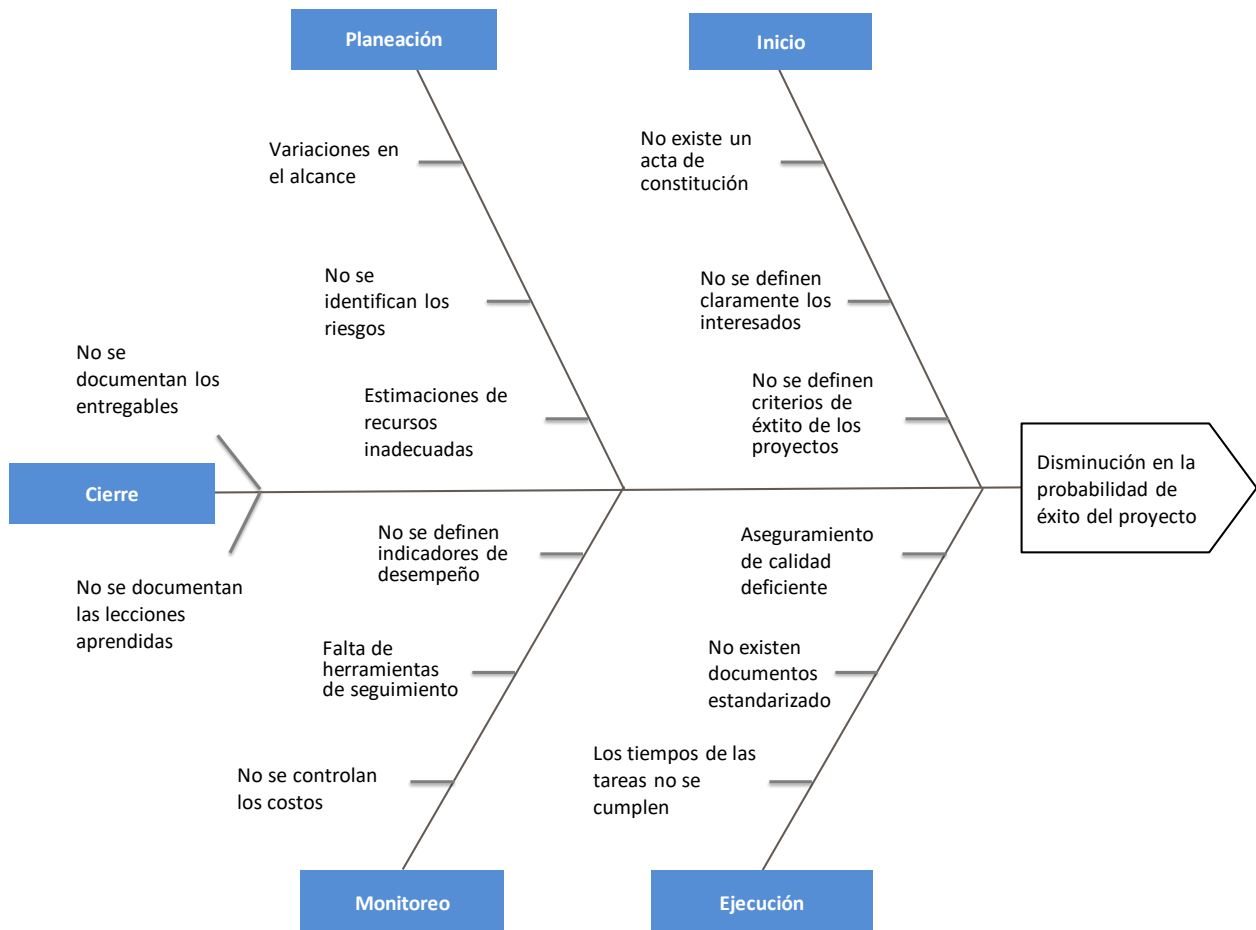 Planeación
Inicio
Variaciones en
el alcance
No existe un
acta de
constitución
No se
identifican los
riesgos
No se definen
claramente los
interesados
No se
documentan los
entregables
Estimaciones de
recursos
inadecuadas
No se definen
criterios de
éxtito de los
proyectos
Cierre
Disminución en la
probabilidad de
éxito del proyecto
No se definen
indicadores de
desempeño
Aseguramiento
de calidad
deficiente
No se documentan
las lecciones
aprendidas
Falta de
herramientas
de seguimiento
No existen
documentos
estandarizado
No se controlan
los costos
Los tiempos de las
tareas no se
cumplen
Monitoreo
Ejecución